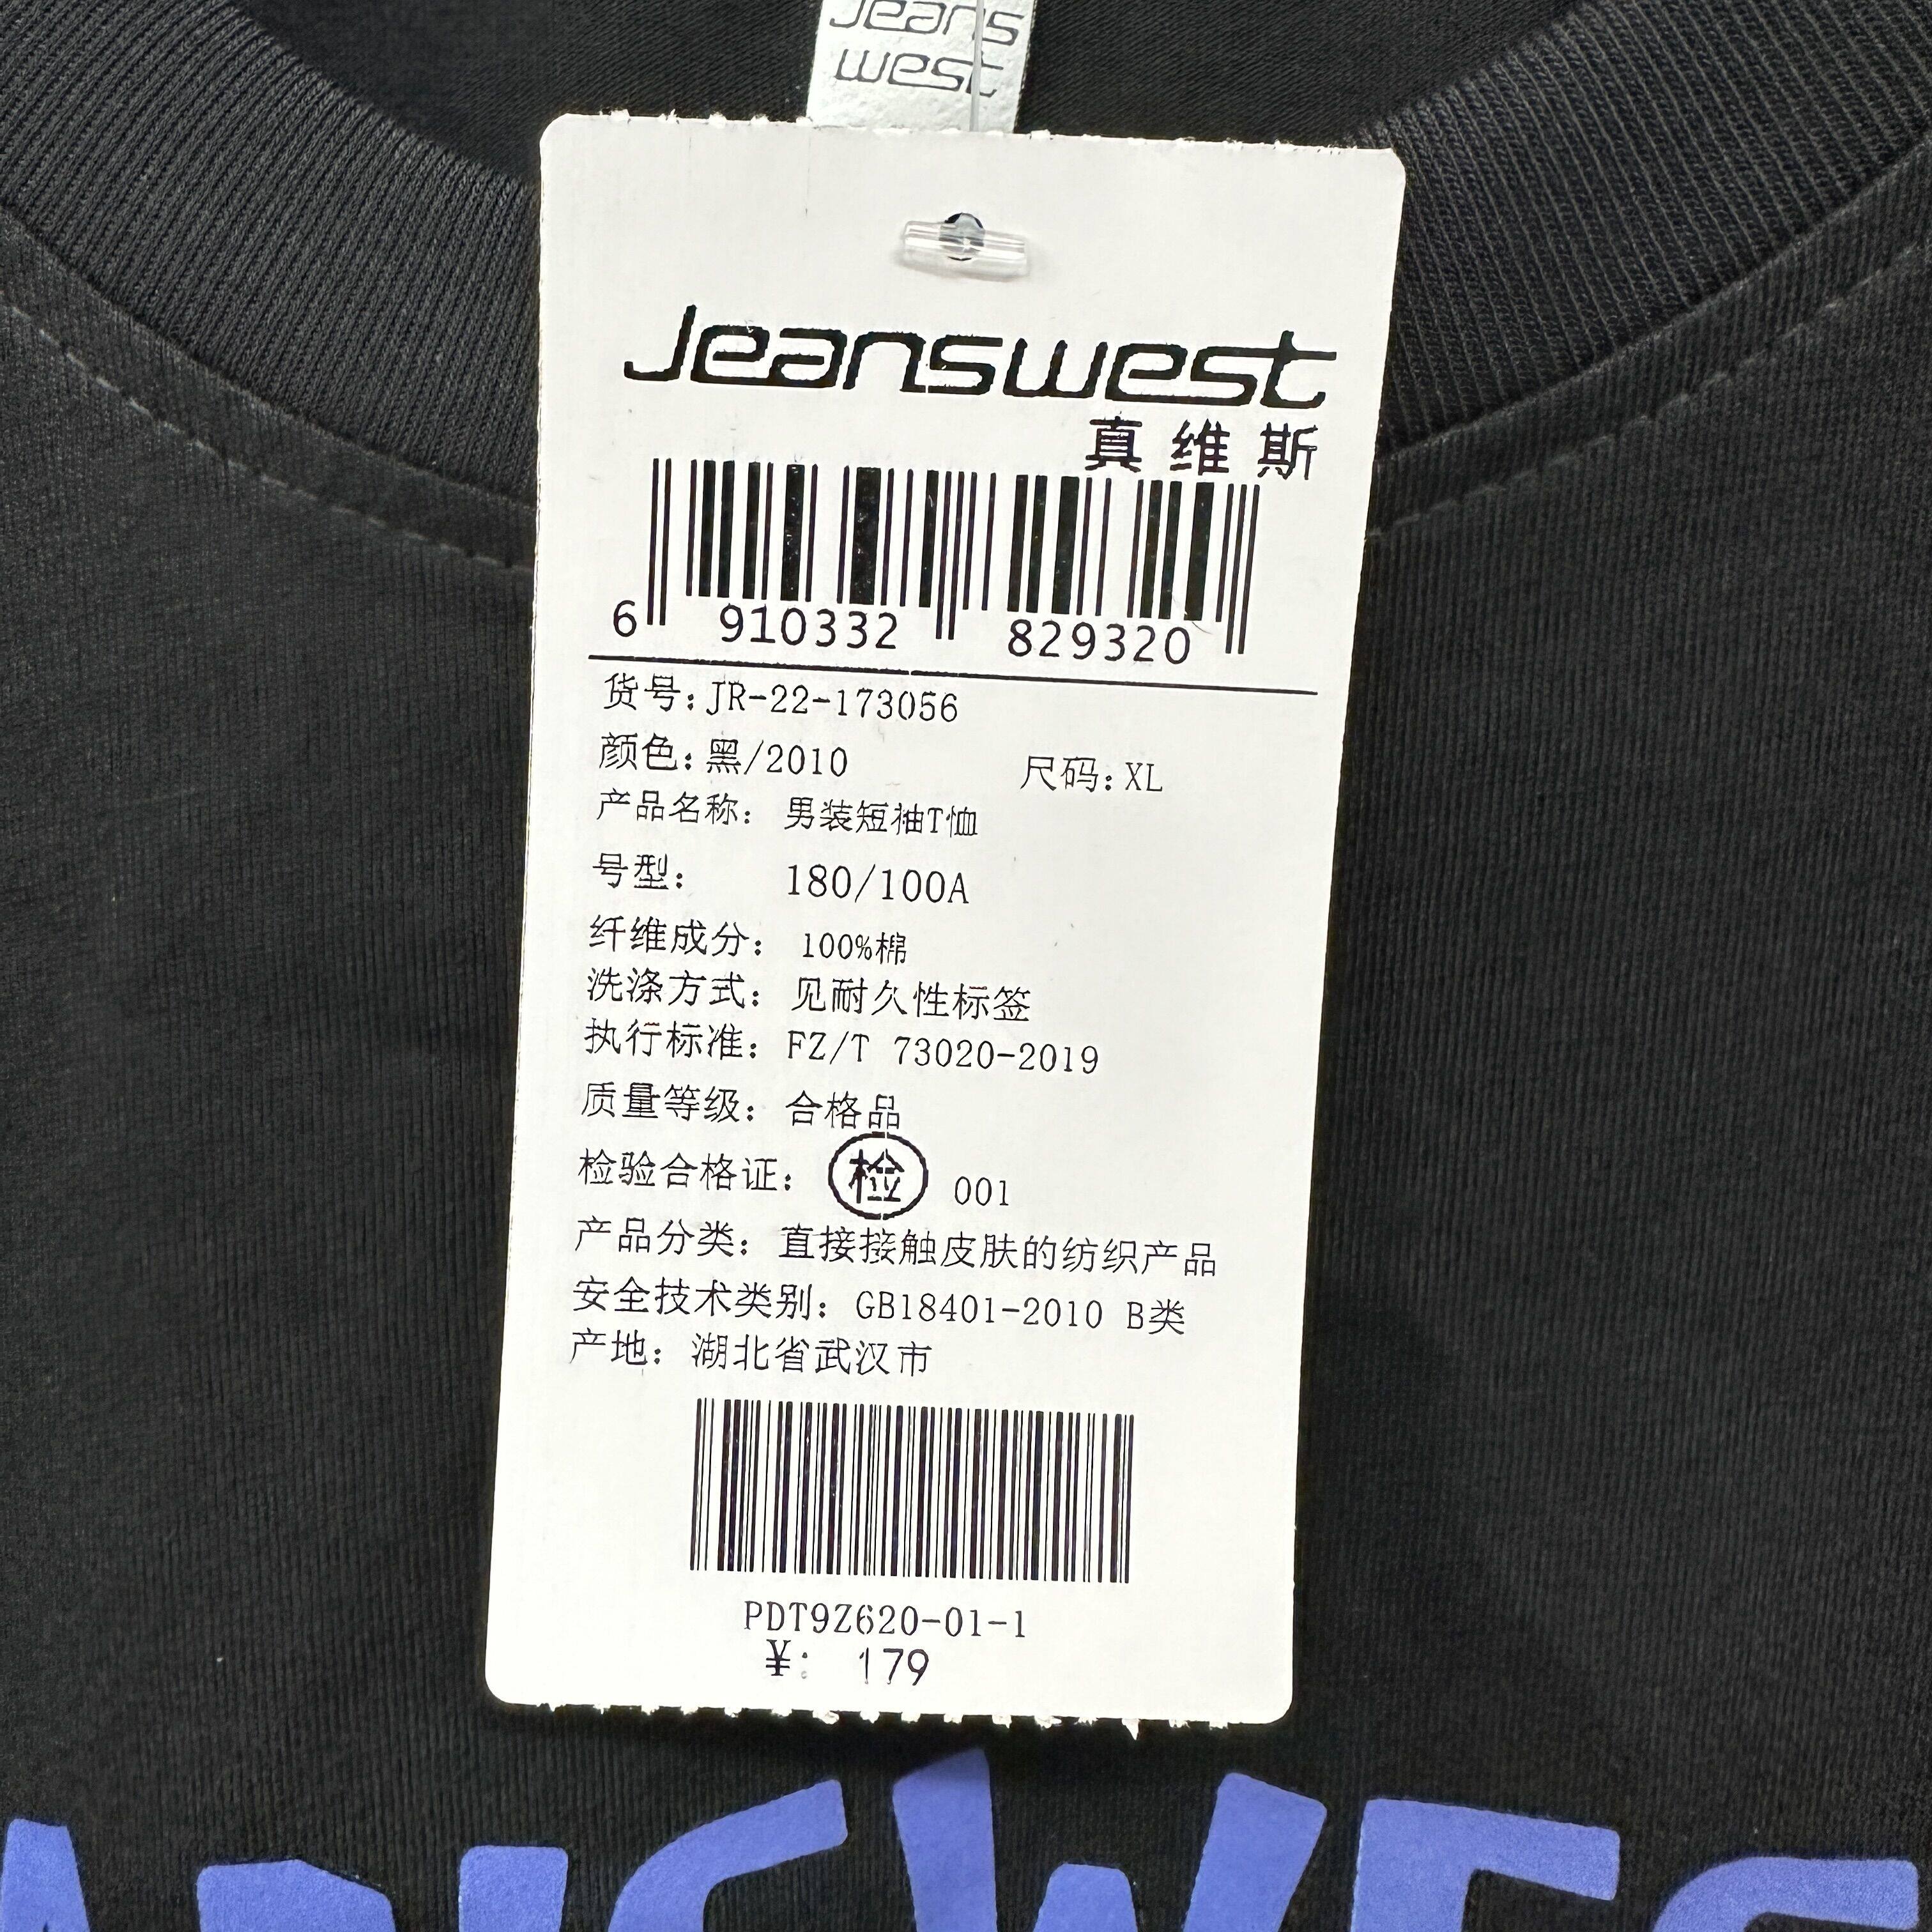 Jeans
west
Jeanswest
真维斯
6 910332 829320
货号:JR-22-173056
颜色:黑/2010 尺码:XL
产品名称: 男装短袖T恤
号型: 180/100A
纤维成分: 100%棉
洗涤方式: 见耐久性标签
执行标准: FZ/T 73020-2019
质量等级: 合格品
检验合格证: 检 001
产品分类: 直接接触皮肤的纺织产品
安全技术类别: GB18401-2010 B类
产地: 湖北省武汉市
PDT9Z620-01-1
¥: 179
ANSWES